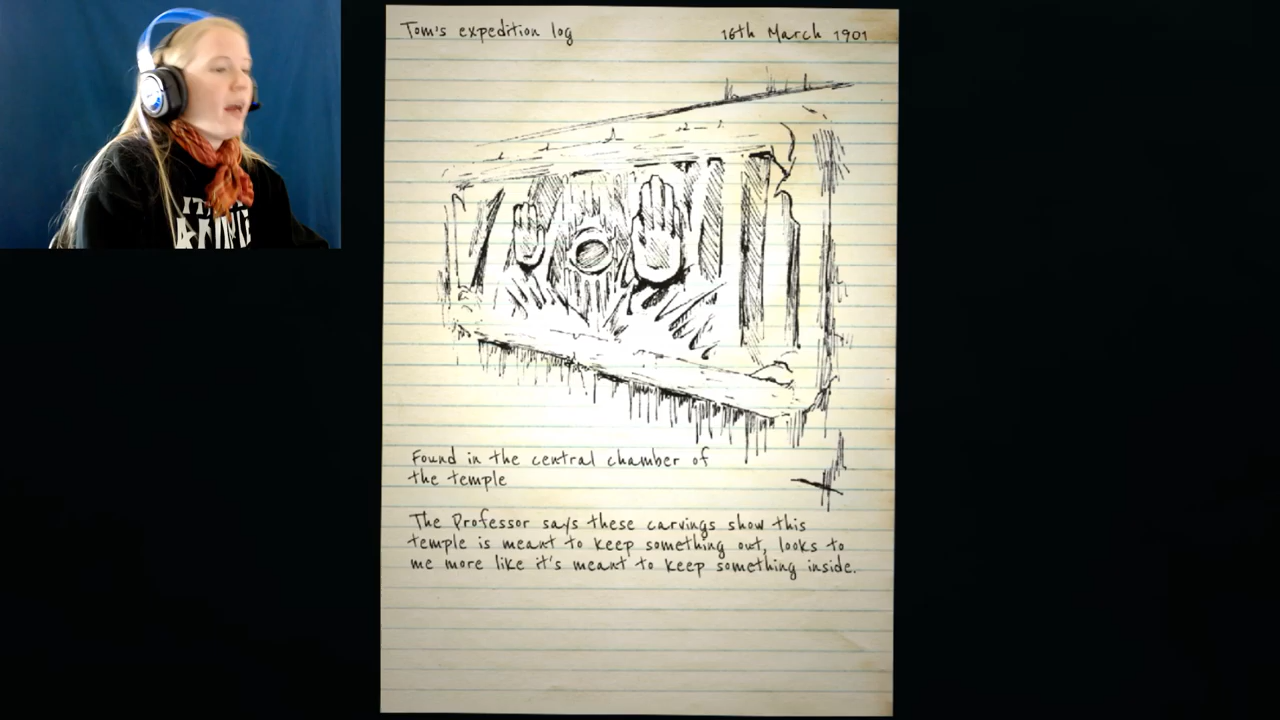 Tom's expedition log
16th March 1901
Found in the central chamber of
the temple
The Professor says these carvings show this
temple is meant to keep something out, looks to
me more like it's meant to keep something inside.